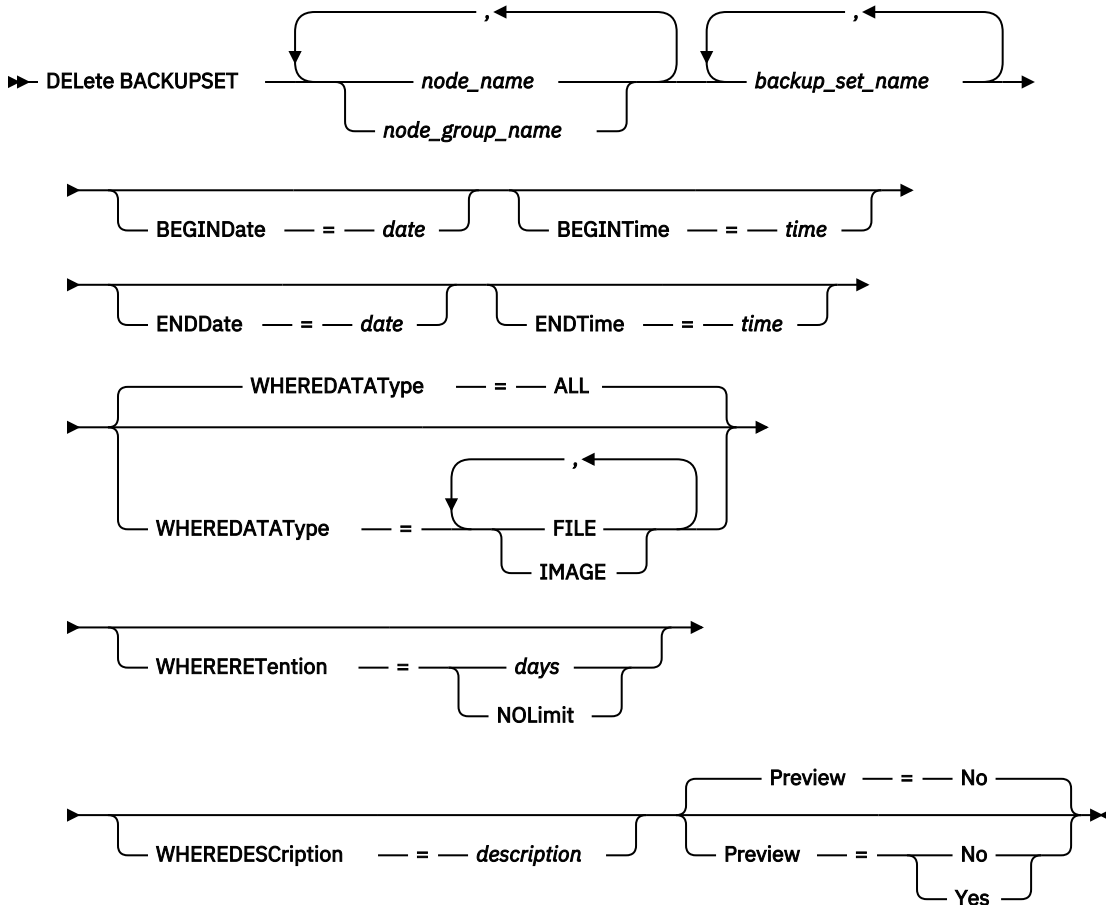 ,
,
DELete BACKUPSET node_name backup_set_name
node_group_name
BEGINDate = date BEGINTime = time
ENDDate = date ENDTime = time
WHEREDATAType = ALL
,
WHEREDATAType = FILE
IMAGE
WHERERETention = days
NOLimit
Preview = No
WHEREDESCription = description Preview = No
Yes